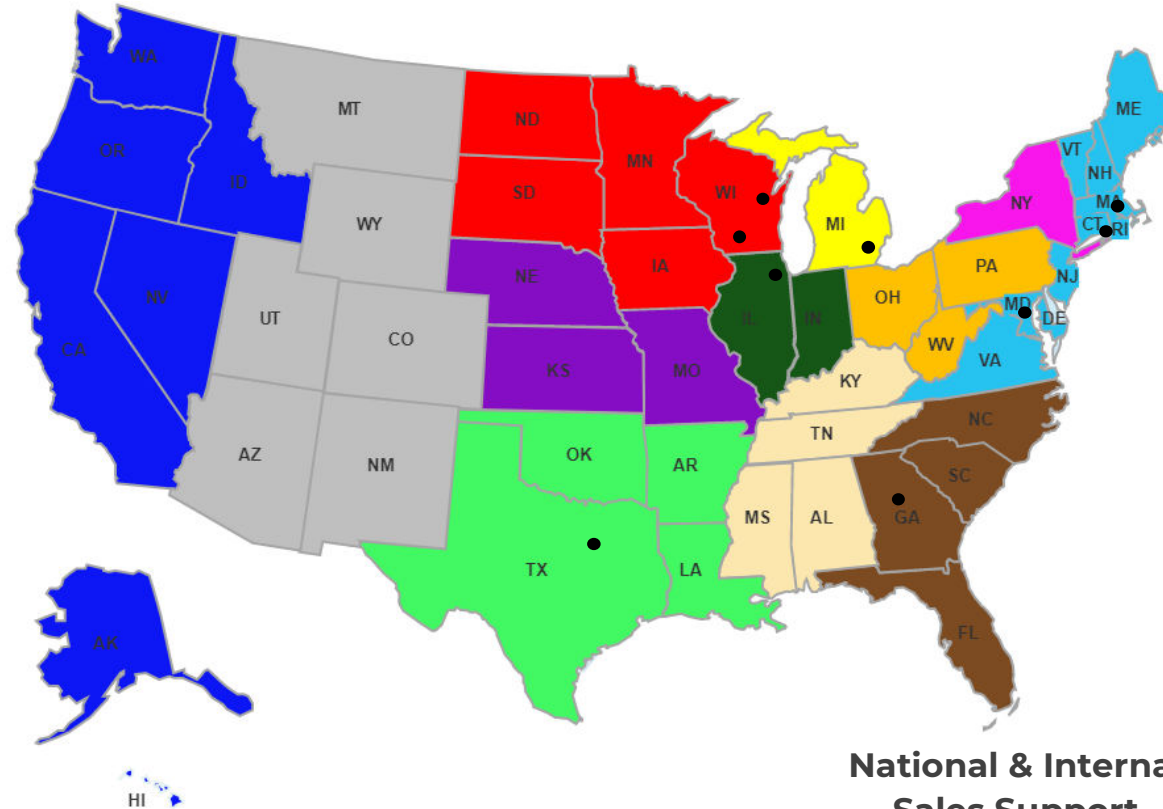 WA
OR
ID
NV
CA
AK
HI
MT
WY
UT
CO
AZ
NM
ND
SD
MN
WI
IA
NE
KS
MO
OK
AR
TX
LA
MI
IL
IN
OH
PA
WV
KY
TN
MS
AL
NC
SC
GA
FL
VA
MD
DE
NJ
NY
CT
RI
MA
VT
NH
ME
National & Interna
Sales Support